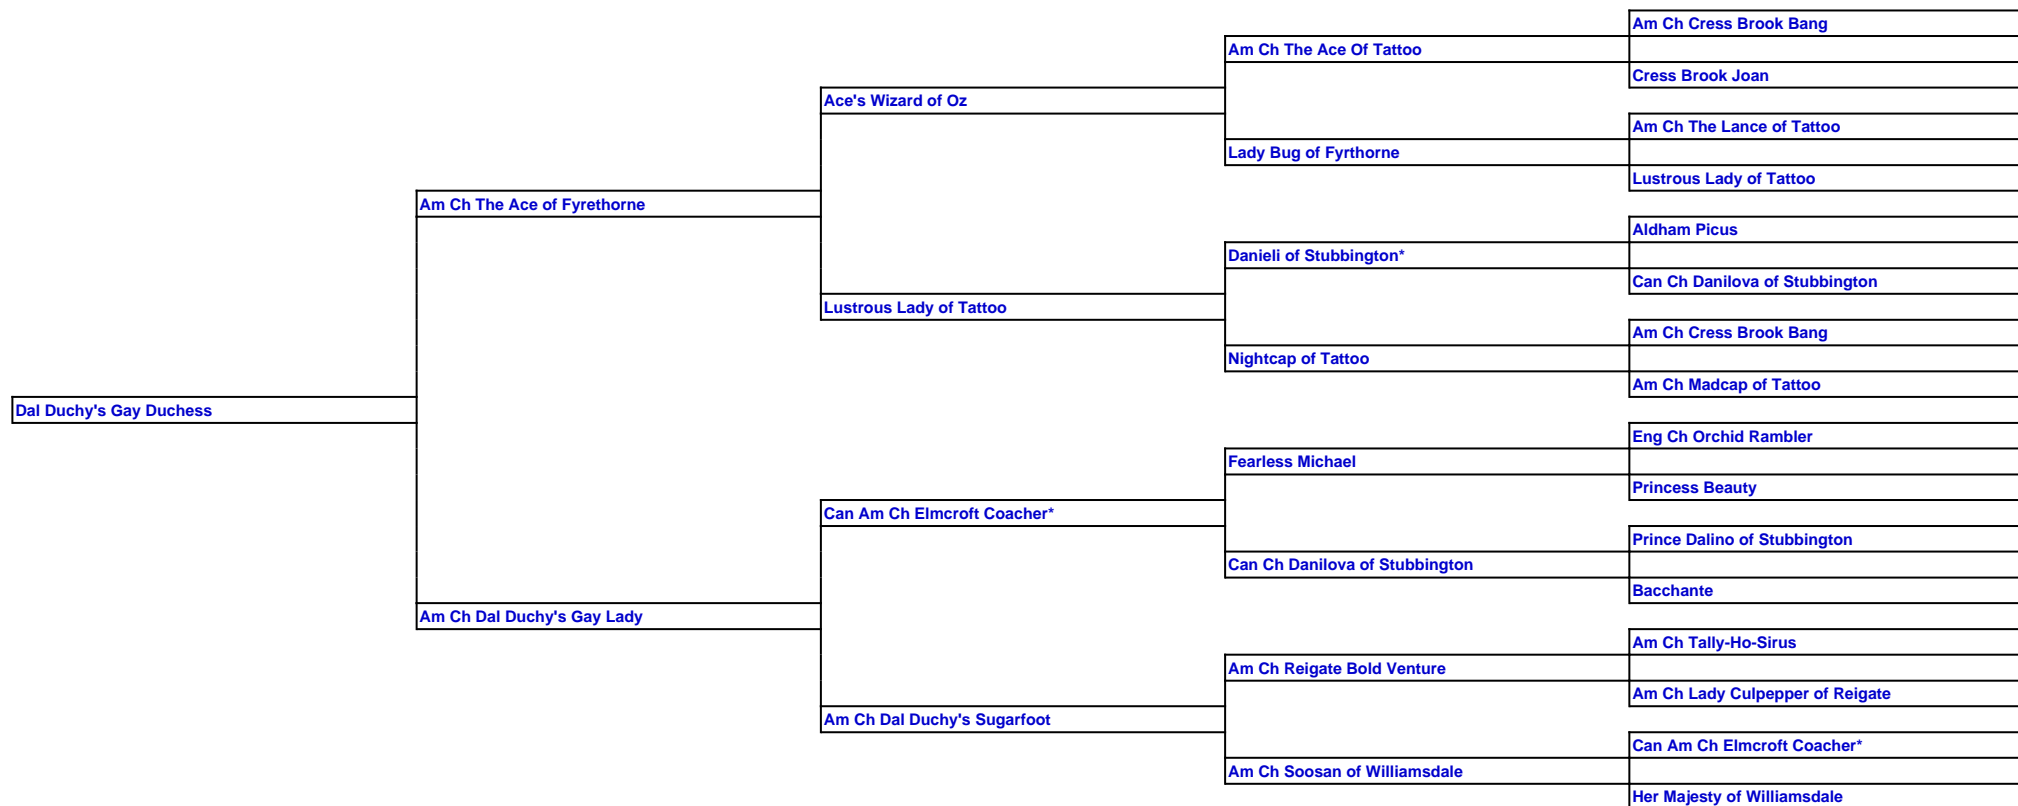 Am Ch Cress Brook Bang
Am Ch The Ace Of Tattoo
Cress Brook Joan
Ace's Wizard of Oz
Am Ch The Lance of Tattoo
Lady Bug of Fyrthorne
Lustrous Lady of Tattoo
Am Ch The Ace of Fyrethorne
Aldham Picus
Danieli of Stubbington*
Can Ch Danilova of Stubbington
Lustrous Lady of Tattoo
Am Ch Cress Brook Bang
Nightcap of Tattoo
Am Ch Madcap of Tattoo
Dal Duchy's Gay Duchess
Eng Ch Orchid Rambler
Fearless Michael
Princess Beauty
Can Am Ch Elmcroft Coacher*
Prince Dalino of Stubbington
Can Ch Danilova of Stubbington
Bacchante
Am Ch Dal Duchy's Gay Lady
Am Ch Tally-Ho-Sirus
Am Ch Reigate Bold Venture
Am Ch Lady Culpepper of Reigate
Am Ch Dal Duchy's Sugarfoot
Can Am Ch Elmcroft Coacher*
Am Ch Soosan of Williamsdale
Her Majesty of Williamsdale